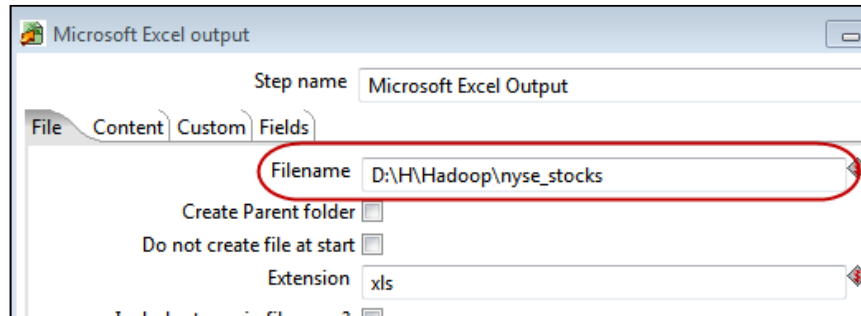 Microsoft Excel output
Step name Microsoft Excel Output
File Content Custom Fields
Filename D:\H\Hadoop\nyse_stocks
Create Parent folder
Do not create file at start
Extension xls